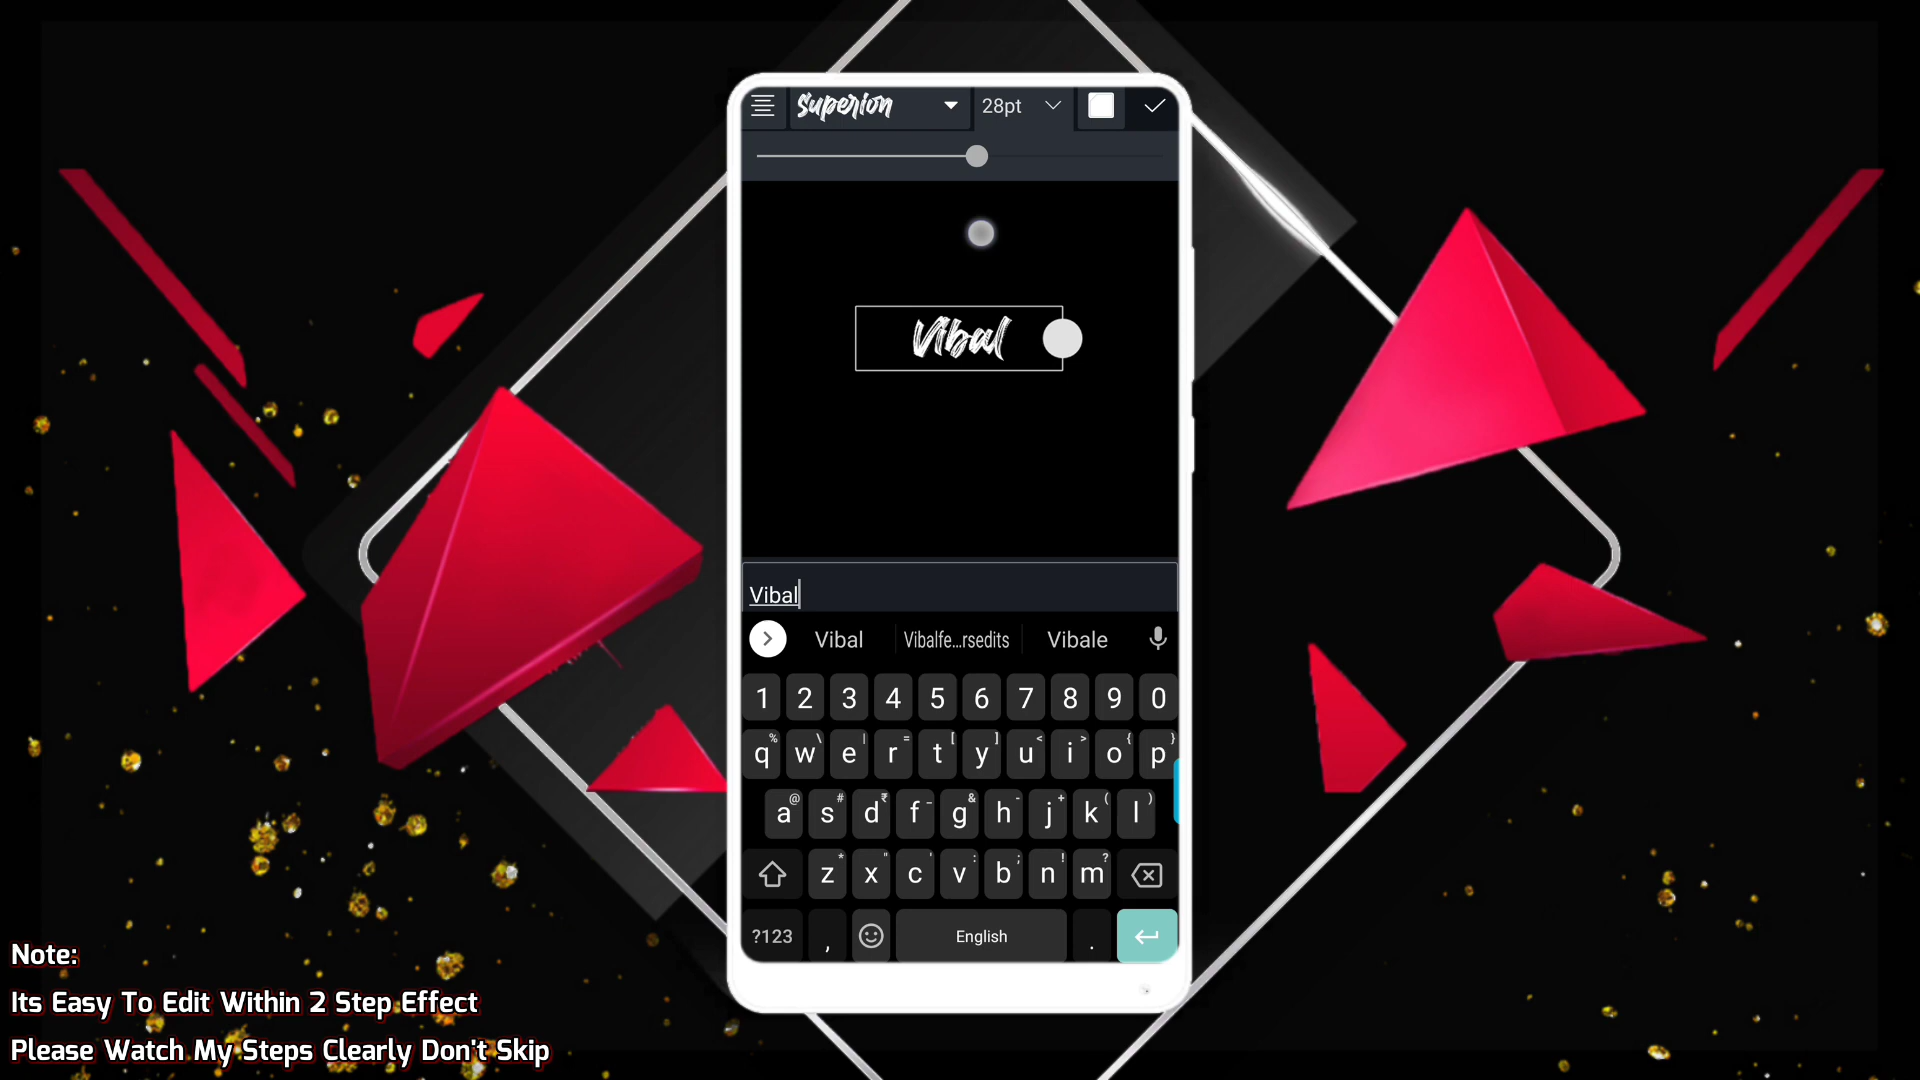 Superion 28pt
Vibal
Vibal
Vibal Vibalfe...rsedits Vibale
1 2 3 4 5 6 7 8 9 0
% \ | = [ ] < > { }
q w e r t y u i o p
@ # ₹ _ & - + ( )
a s d f g h j k l
* " ' : ; ! ?
z x c v b n m
?123 , English .
Note:
Its Easy To Edit Within 2 Step Effect
Please Watch My Steps Clearly Don't Skip